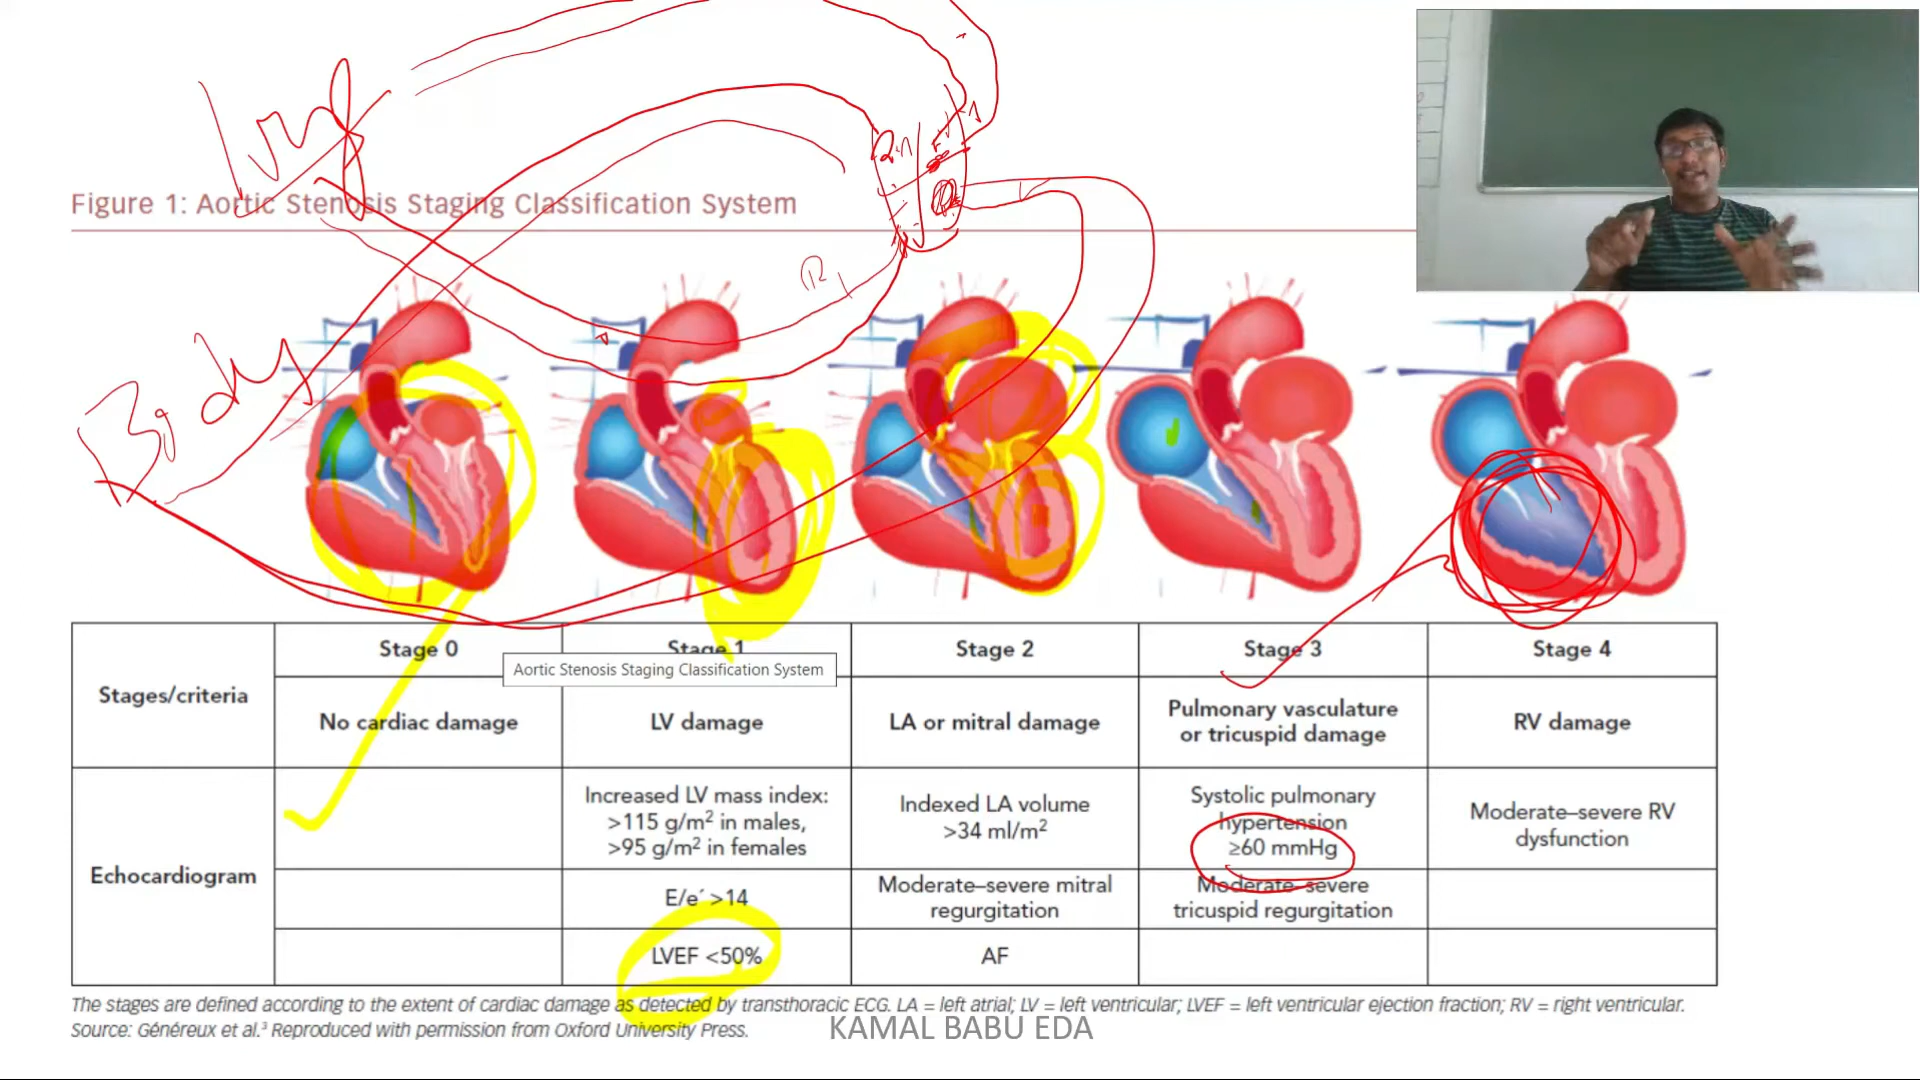 Lung
Figure 1: Aortic Stenosis Staging Classification System
Body
Stages/criteria
Stage 0
Stage 1
Stage 2
Stage 3
Stage 4
Aortic Stenosis Staging Classification System
No cardiac damage
LV damage
LA or mitral damage
Pulmonary vasculature
or tricuspid damage
RV damage
Echocardiogram
Increased LV mass index:
>115 g/m² in males,
>95 g/m² in females
Indexed LA volume
>34 ml/m²
Systolic pulmonary
hypertension
≥60 mmHg
Moderate–severe RV
dysfunction
E/e´ >14
Moderate–severe mitral
regurgitation
Moderate–severe
tricuspid regurgitation
LVEF <50%
AF
The stages are defined according to the extent of cardiac damage as detected by transthoracic ECG. LA = left atrial; LV = left ventricular; LVEF = left ventricular ejection fraction; RV = right ventricular.
Source: Généreux et al.³ Reproduced with permission from Oxford University Press.
KAMAL BABU EDA